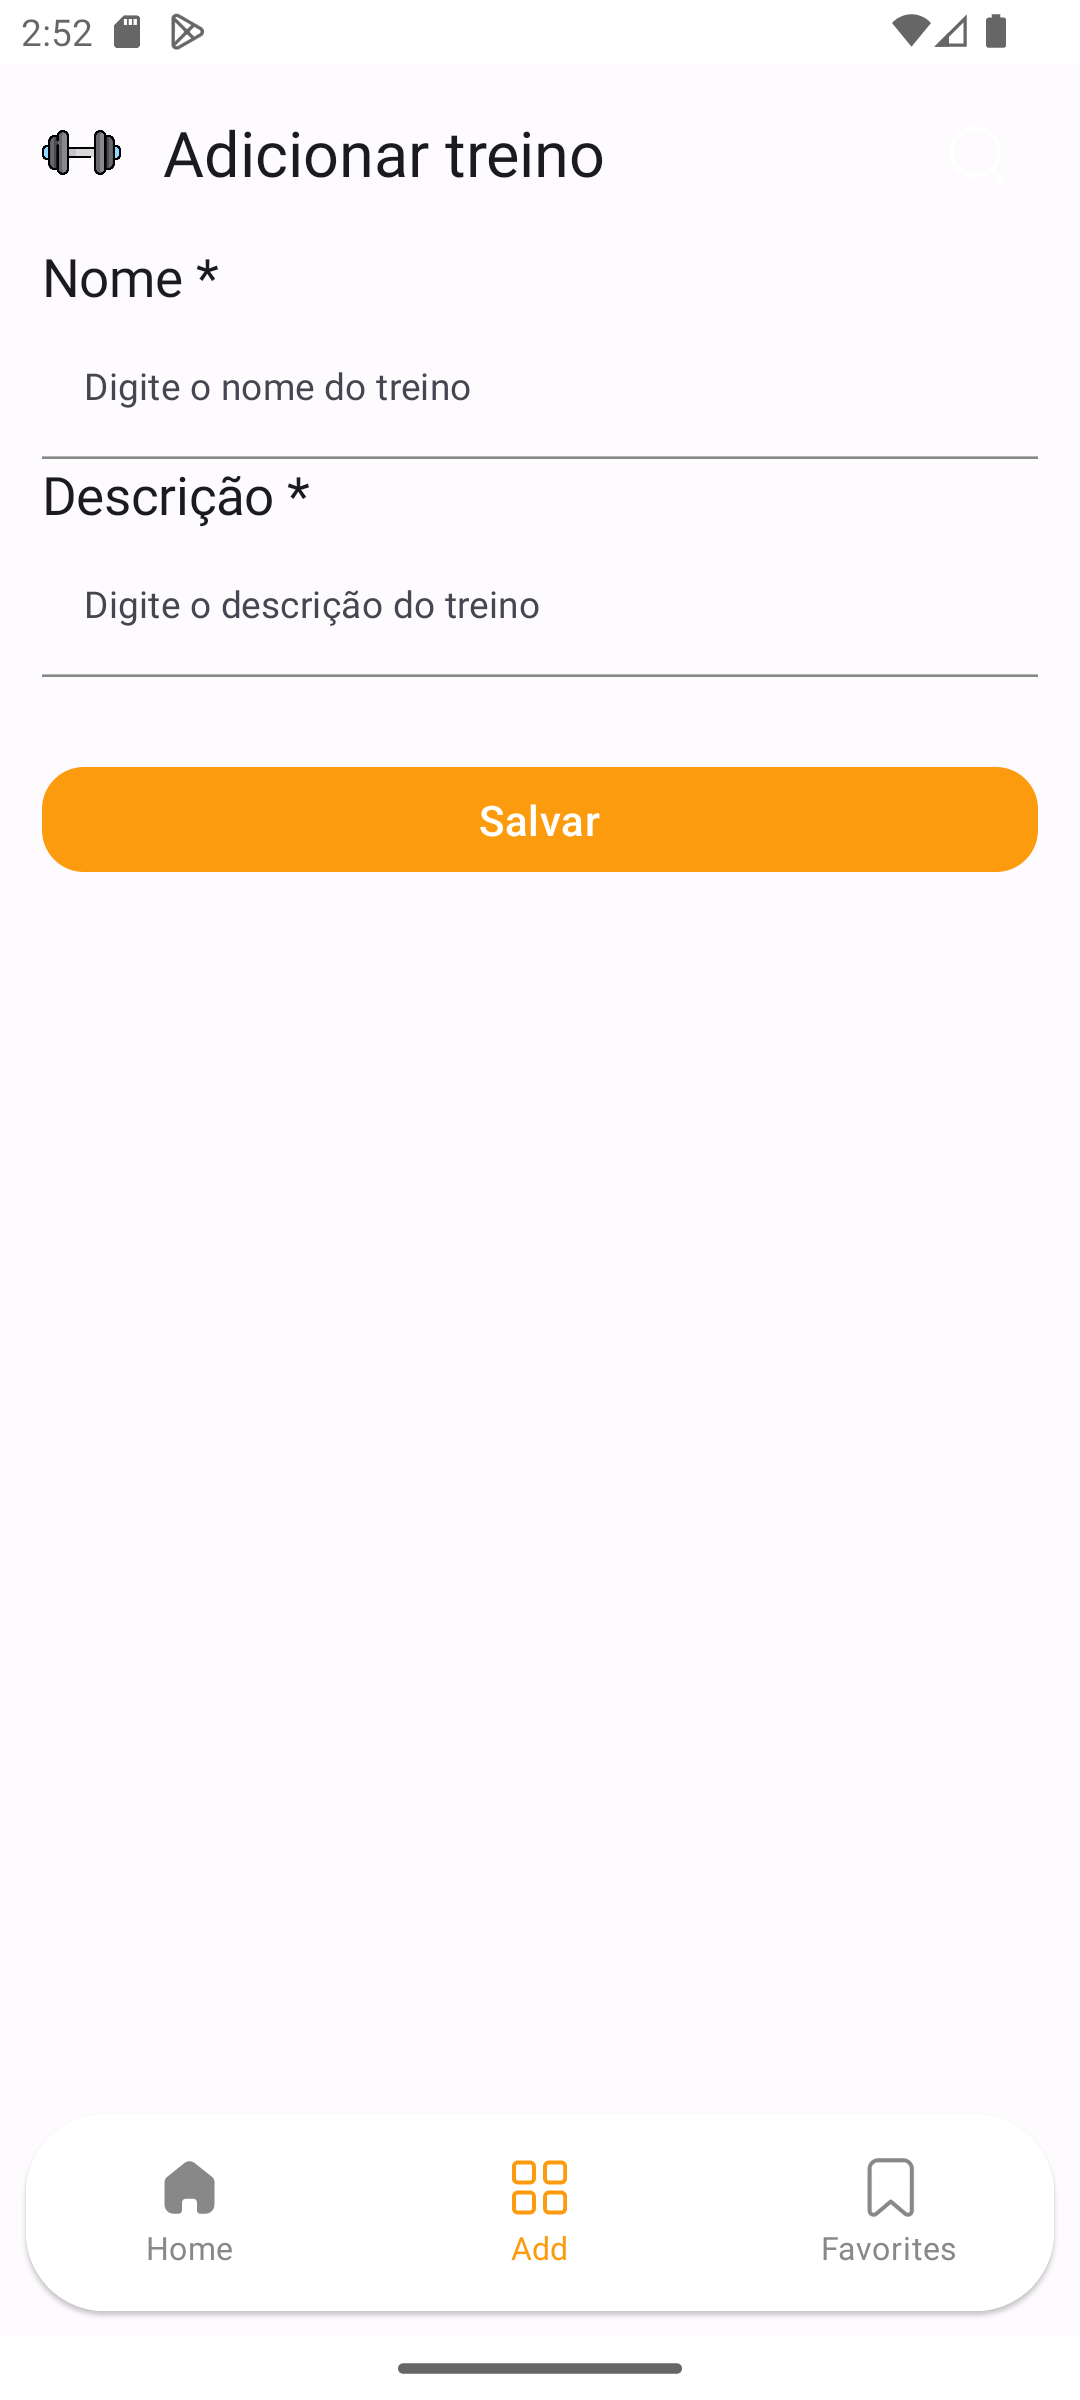 2:52
Adicionar treino
Nome *
Digite o nome do treino
Descrição *
Digite o descrição do treino
Salvar
Home
Add
Favorites